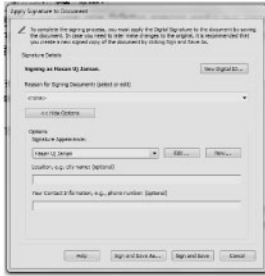 Apply Signature to Document
To complete the signing process, you must apply the Digital Signature to the document by saving
the document. In case you need to later make changes to the original, it is recommended that
you create a new signed copy of the document by clicking Sign and Save As.
Signature Details
Signing as Hasan UJ Jansari.
View Digital ID...
Reason for Signing Documents (select or edit)
<none>
<< Hide Options
Options
Signature Appearance:
Edit...
New...
Location, e.g. city name: (optional)
Your Contact Information, e.g., phone number: (optional)
Help
Sign and Save As...
Sign and Save
Cancel